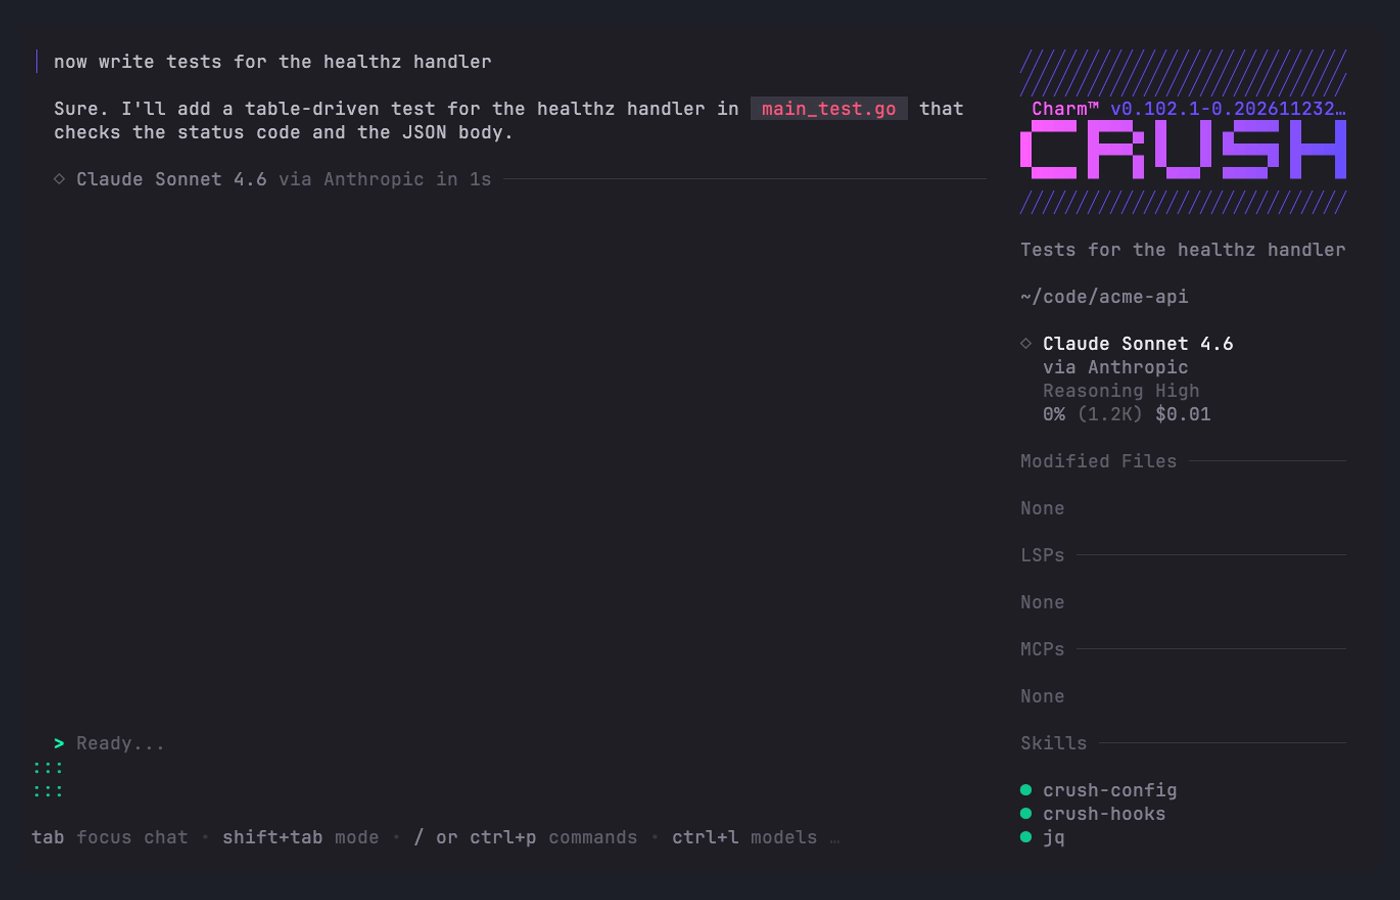 now write tests for the healthz handler
Sure. I'll add a table-driven test for the healthz handler in main_test.go that
checks the status code and the JSON body.
◇ Claude Sonnet 4.6 via Anthropic in 1s
> Ready...
:::
:::
tab focus chat • shift+tab mode • / or ctrl+p commands • ctrl+l models …
Charm™ v0.102.1-0.202611232…
CRUSH
Tests for the healthz handler
~/code/acme-api
◇ Claude Sonnet 4.6
via Anthropic
Reasoning High
0% (1.2K) $0.01
Modified Files
None
LSPs
None
MCPs
None
Skills
● crush-config
● crush-hooks
● jq